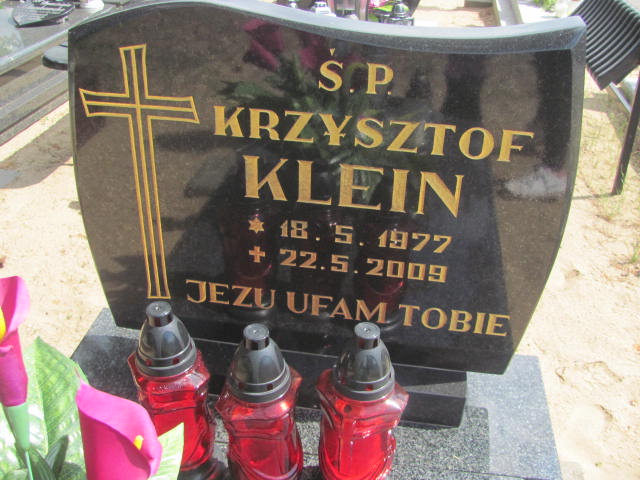 Ś.P.
KRZYSZTOF
KLEIN
* 18.5.1977
+ 22.5.2009
JEZU UFAM TOBIE